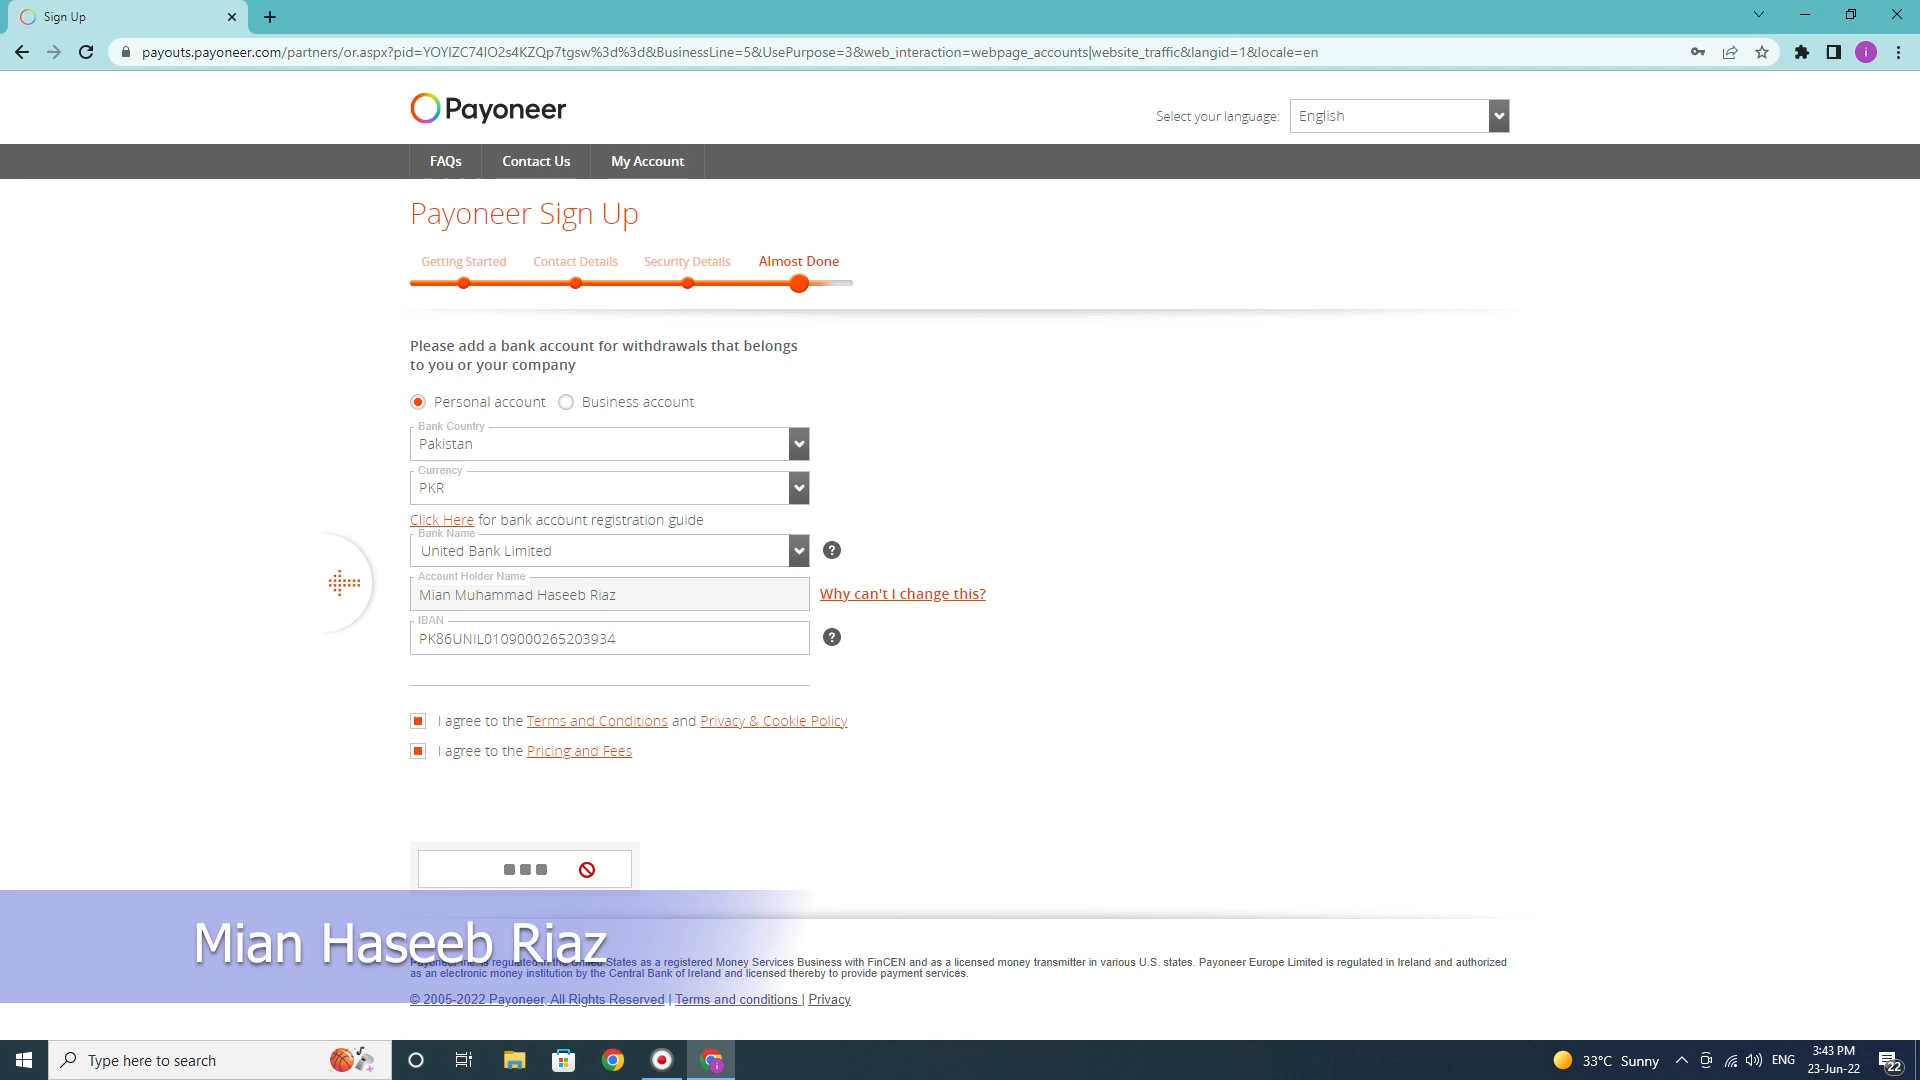 Sign Up
payouts.payoneer.com/partners/or.aspx?pid=YOYIZC74IO2s4KZQp7tgsw%3d%3d&BusinessLine=5&UsePurpose=3&web_interaction=webpage_accounts|website_traffic&langid=1&locale=en
i
Payoneer
Select your language:
English
FAQs
Contact Us
My Account
Payoneer Sign Up
Getting Started
Contact Details
Security Details
Almost Done
Please add a bank account for withdrawals that belongs
to you or your company
Personal account
Business account
Bank Country
Pakistan
Currency
PKR
Click Here for bank account registration guide
Bank Name
United Bank Limited
?
Account Holder Name
Mian Muhammad Haseeb Riaz
Why can't I change this?
IBAN
PK86UNIL0109000265203934
?
I agree to the Terms and Conditions and Privacy & Cookie Policy
I agree to the Pricing and Fees
Mian Haseeb Riaz
Payoneer Inc. is regulated in the United States as a registered Money Services Business with FinCEN and as a licensed money transmitter in various U.S. states. Payoneer Europe Limited is regulated in Ireland and authorized
as an electronic money institution by the Central Bank of Ireland and licensed thereby to provide payment services.
© 2005-2022 Payoneer, All Rights Reserved | Terms and conditions | Privacy
Type here to search
33°C Sunny
ENG
3:43 PM
23-Jun-22
22